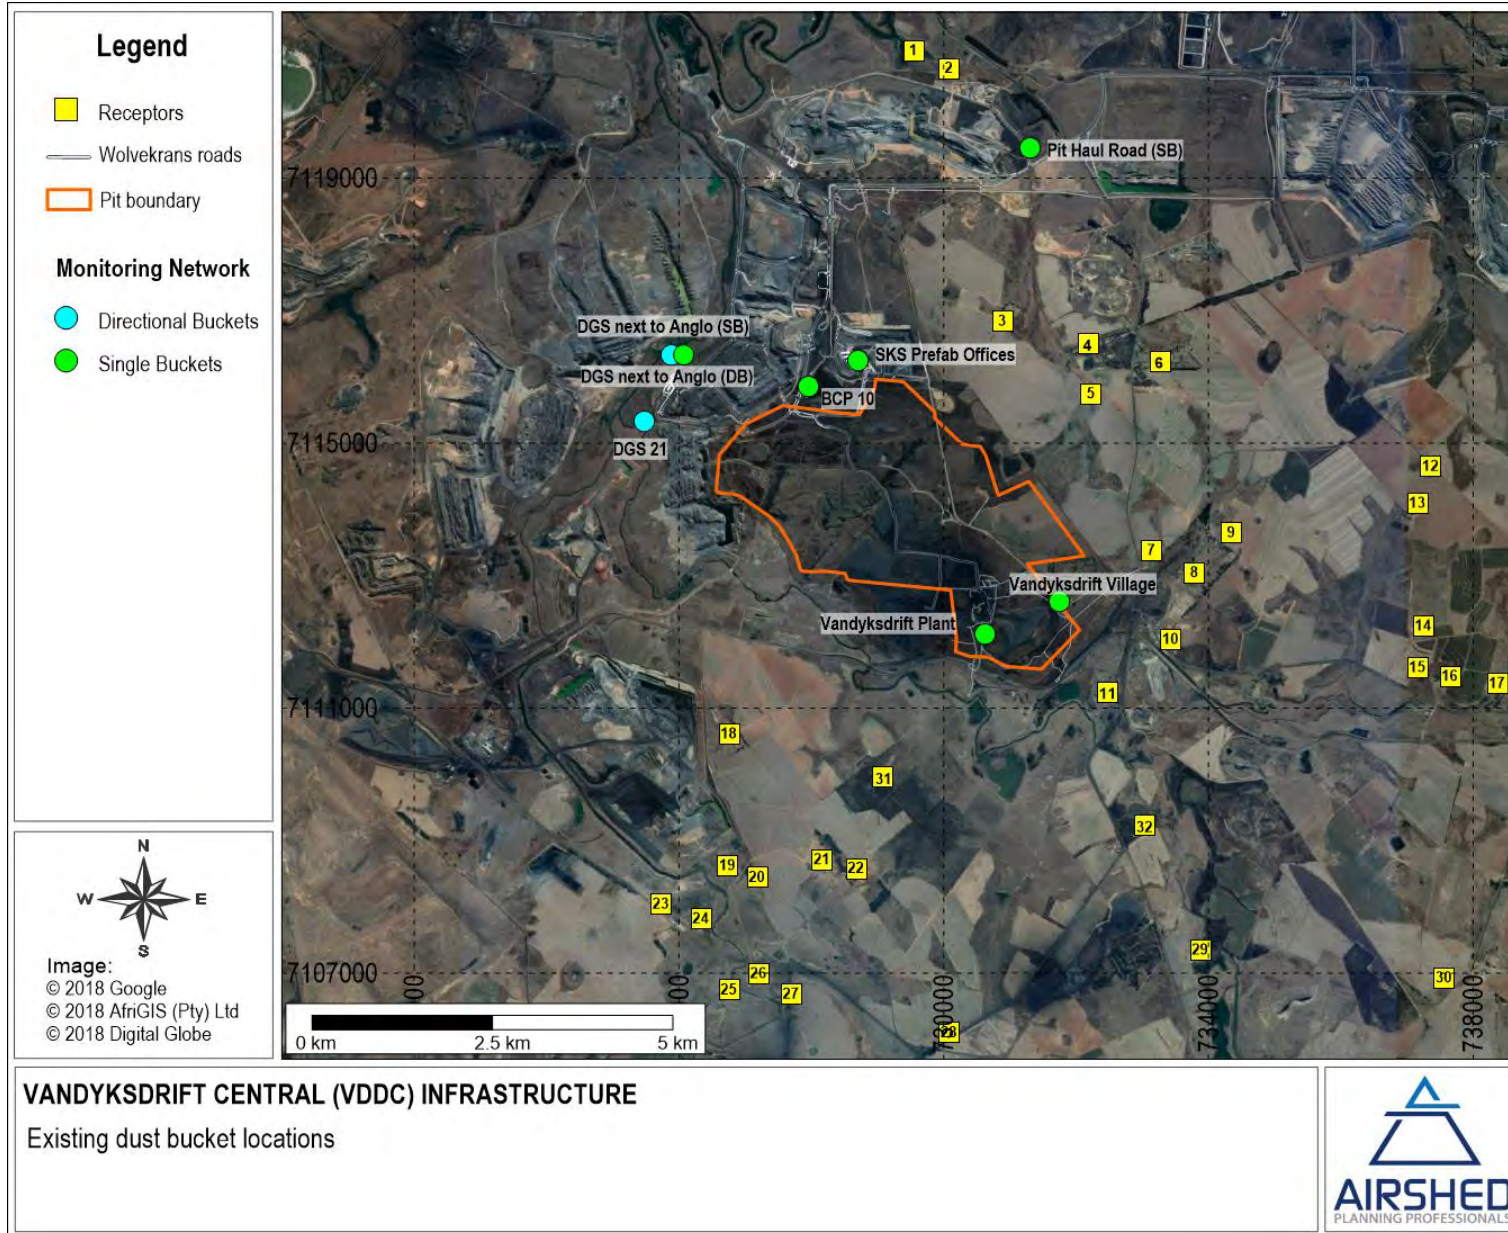 Legend
Receptors
Wolvekrans roads
Pit boundary
Monitoring Network
Directional Buckets
Single Buckets
N
W E
S
Image:
© 2018 Google
© 2018 AfriGIS (Pty) Ltd
© 2018 Digital Globe
1
2
Pit Haul Road (SB)
7119000
3
DGS next to Anglo (SB)
4
SKS Prefab Offices
6
DGS next to Anglo (DB)
5
BCP 10
7115000
DGS 21
12
13
9
7
8
Vandyksdrift Village
Vandyksdrift Plant
14
10
15
16
17
11
7111000
18
31
32
21
19
22
20
23
24
29
7107000
26
30
25
27
28
000
000
730000
734000
738000
0 km
2.5 km
5 km
VANDYKSDRIFT CENTRAL (VDDC) INFRASTRUCTURE
Existing dust bucket locations
AIRSHED
PLANNING PROFESSIONALS